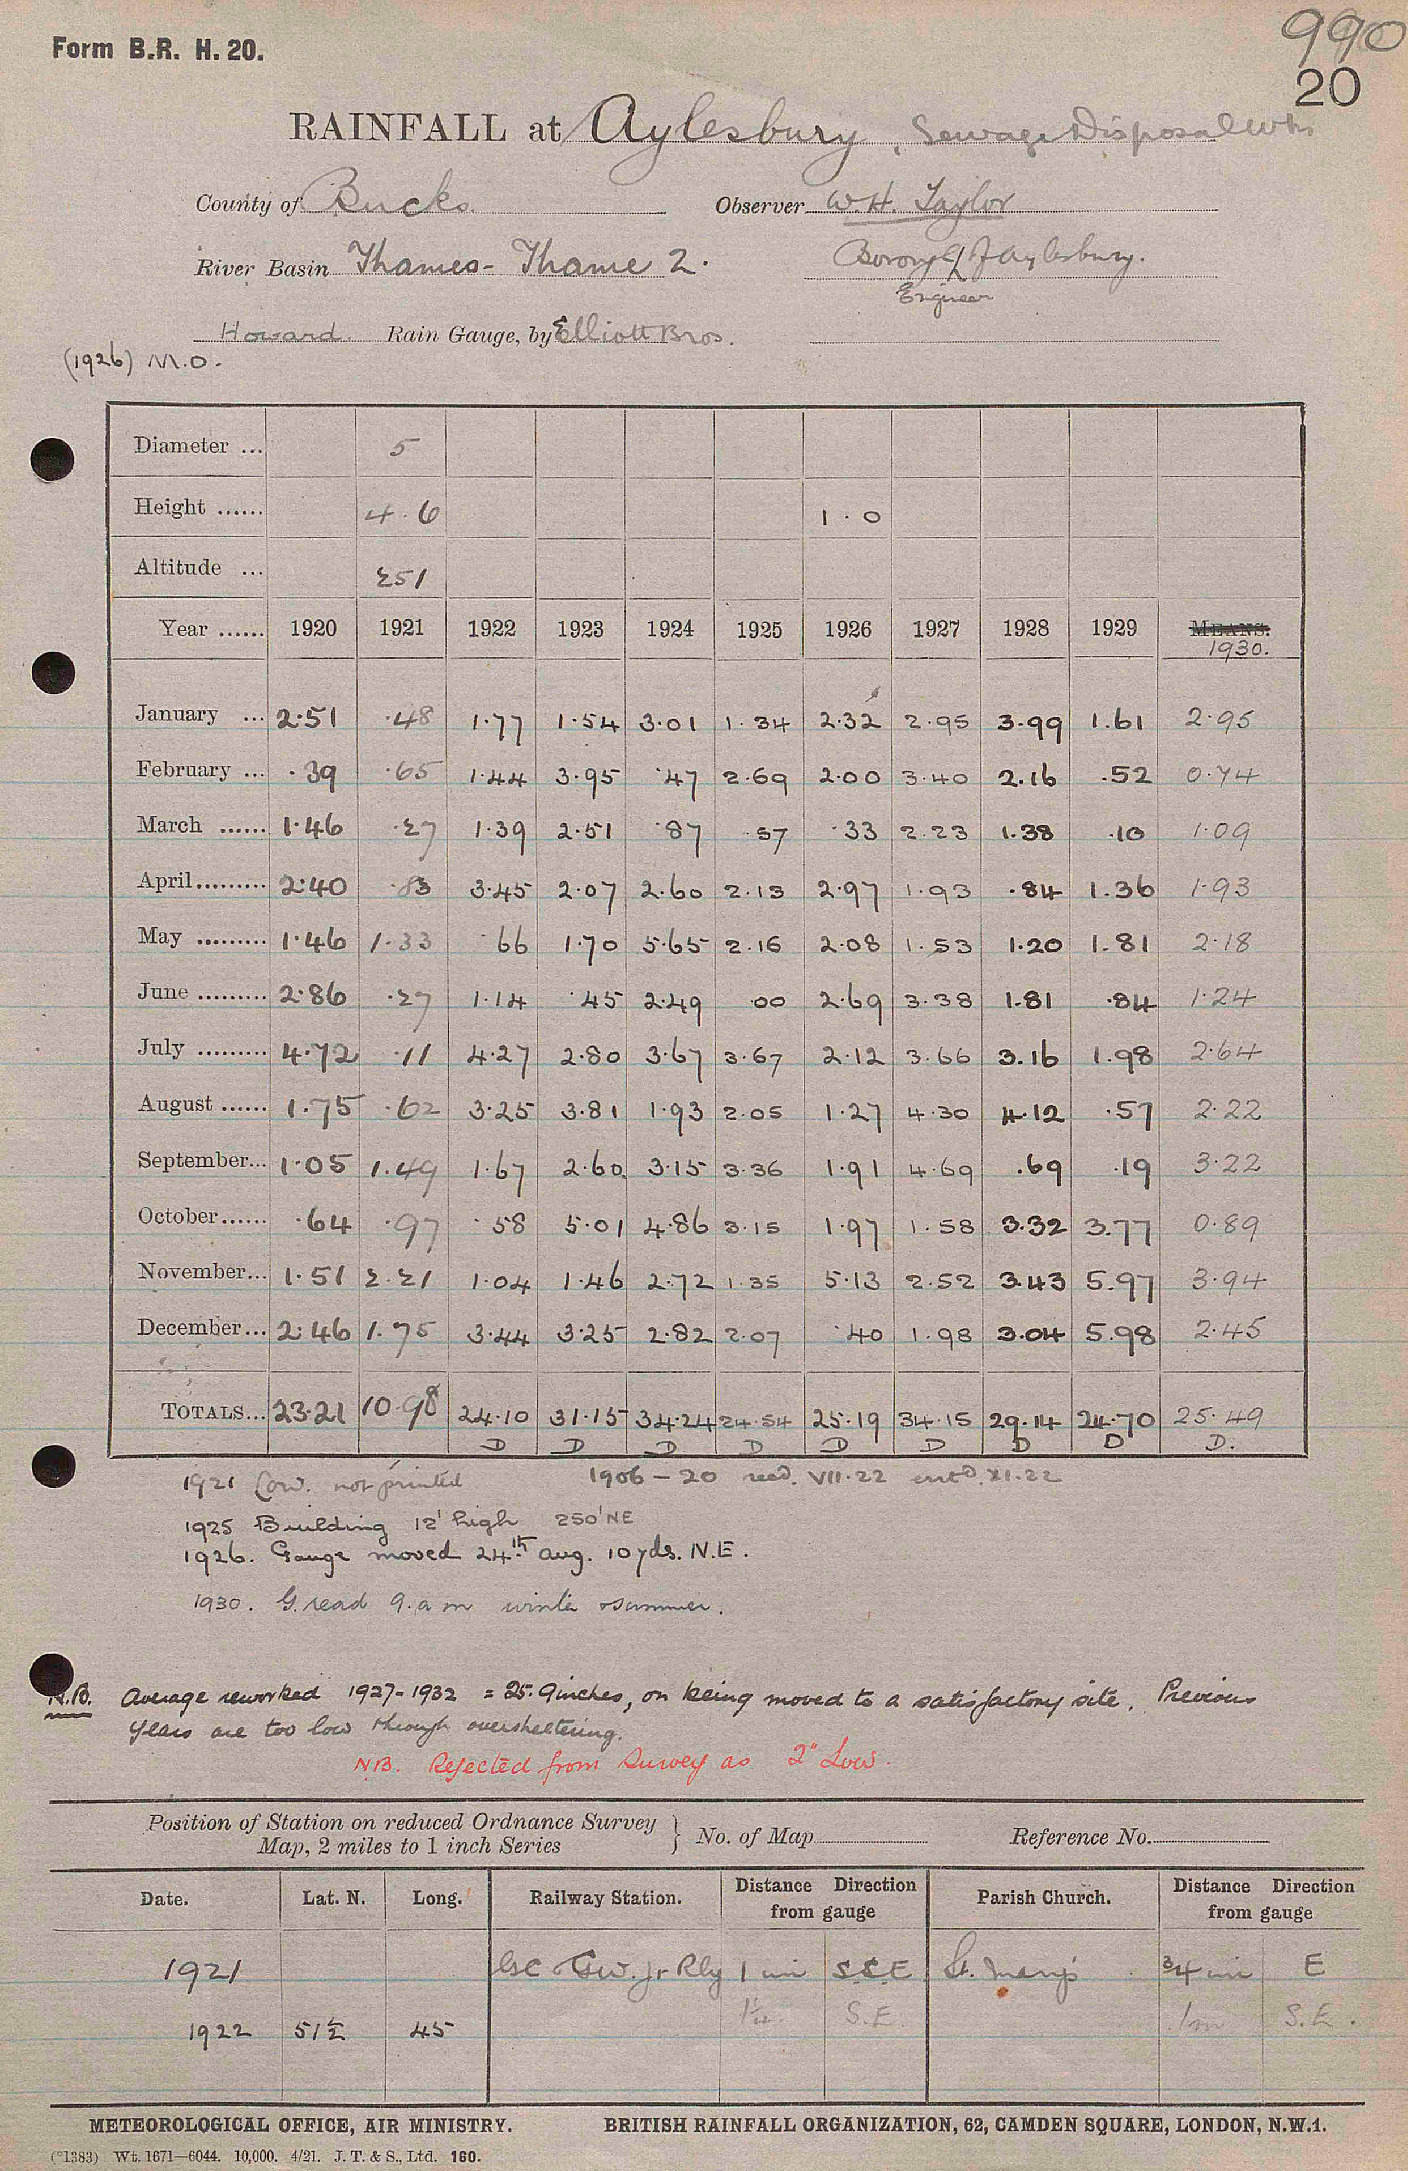 990
Form B.R. H. 20.
20
RAINFALL at Aylesbury, Sewage Disposal Wks
County of Bucks. Observer W.H. Taylor
River Basin Thames - Thame 2. Borough of Aylesbury.
Engineer
Howard. Rain Gauge, by Elliott Bros.
(1926) M.O.
Diameter ... 5
Height ...... 4.6 1.0
Altitude ... 251
Year ...... 1920 1921 1922 1923 1924 1925 1926 1927 1928 1929 MEANS.
1930.
January ... 2.51 .48 1.77 1.54 3.01 1.34 2.32 2.95 3.99 1.61 2.95
February ... .39 .65 1.44 3.95 .47 2.69 2.00 3.40 2.16 .52 0.74
March ...... 1.46 .27 1.39 2.51 .87 .57 .33 2.23 1.38 .10 1.09
April......... 2.40 .83 3.45 2.07 2.60 2.13 2.97 1.93 .84 1.36 1.93
May ......... 1.46 1.33 .66 1.70 5.65 2.16 2.08 1.53 1.20 1.81 2.18
June ......... 2.86 .27 1.14 .45 2.49 .00 2.69 3.38 1.81 .84 1.24
July ......... 4.72 .11 4.27 2.80 3.67 3.67 2.12 3.66 3.16 1.98 2.64
August ...... 1.75 .62 3.25 3.81 1.93 2.05 1.27 4.30 4.12 .57 2.22
September... 1.05 1.49 1.67 2.60 3.15 3.36 1.91 4.69 .69 .19 3.22
October...... .64 .97 .58 5.01 4.86 3.15 1.97 1.58 3.32 3.77 0.89
November... 1.51 2.21 1.04 1.46 2.72 1.35 5.13 2.52 3.43 5.97 3.94
December... 2.46 1.75 3.44 3.25 2.82 2.07 .40 1.98 3.04 5.98 2.45
TOTALS... 23.21 10.98 24.10 31.15 34.24 24.54 25.19 34.15 29.14 24.70 25.49
D D D D D D D D D.
1921 Low. not printed 1906 - 20 recd. VII.22 entd. XI.22
1925 Building 12' high 250' NE
1926. Gauge moved 24th Aug. 10 yds. N.E.
1930. G. read 9. a m winter & summer.
N.B. Average reworked 1927-1932 = 25.9 inches, on being moved to a satisfactory site. Previous
years are too low through oversheltering.
NB. Rejected from Survey as 2" Low.
Position of Station on reduced Ordnance Survey
Map, 2 miles to 1 inch Series } No. of Map Reference No.
Date. Lat. N. Long. Railway Station. Distance Direction from gauge Parish Church. Distance Direction from gauge
1921 GC & GW. Jr Rly 1 mi S.S.E St. Mary's 3/4 mi E
S.E 1m S.E.
1922 51½ 45
METEOROLOGICAL OFFICE, AIR MINISTRY. BRITISH RAINFALL ORGANIZATION, 62, CAMDEN SQUARE, LONDON, N.W.1.
(*1383) Wt. 1671—6044. 10,000. 4/21. J. T. & S., Ltd. 160.